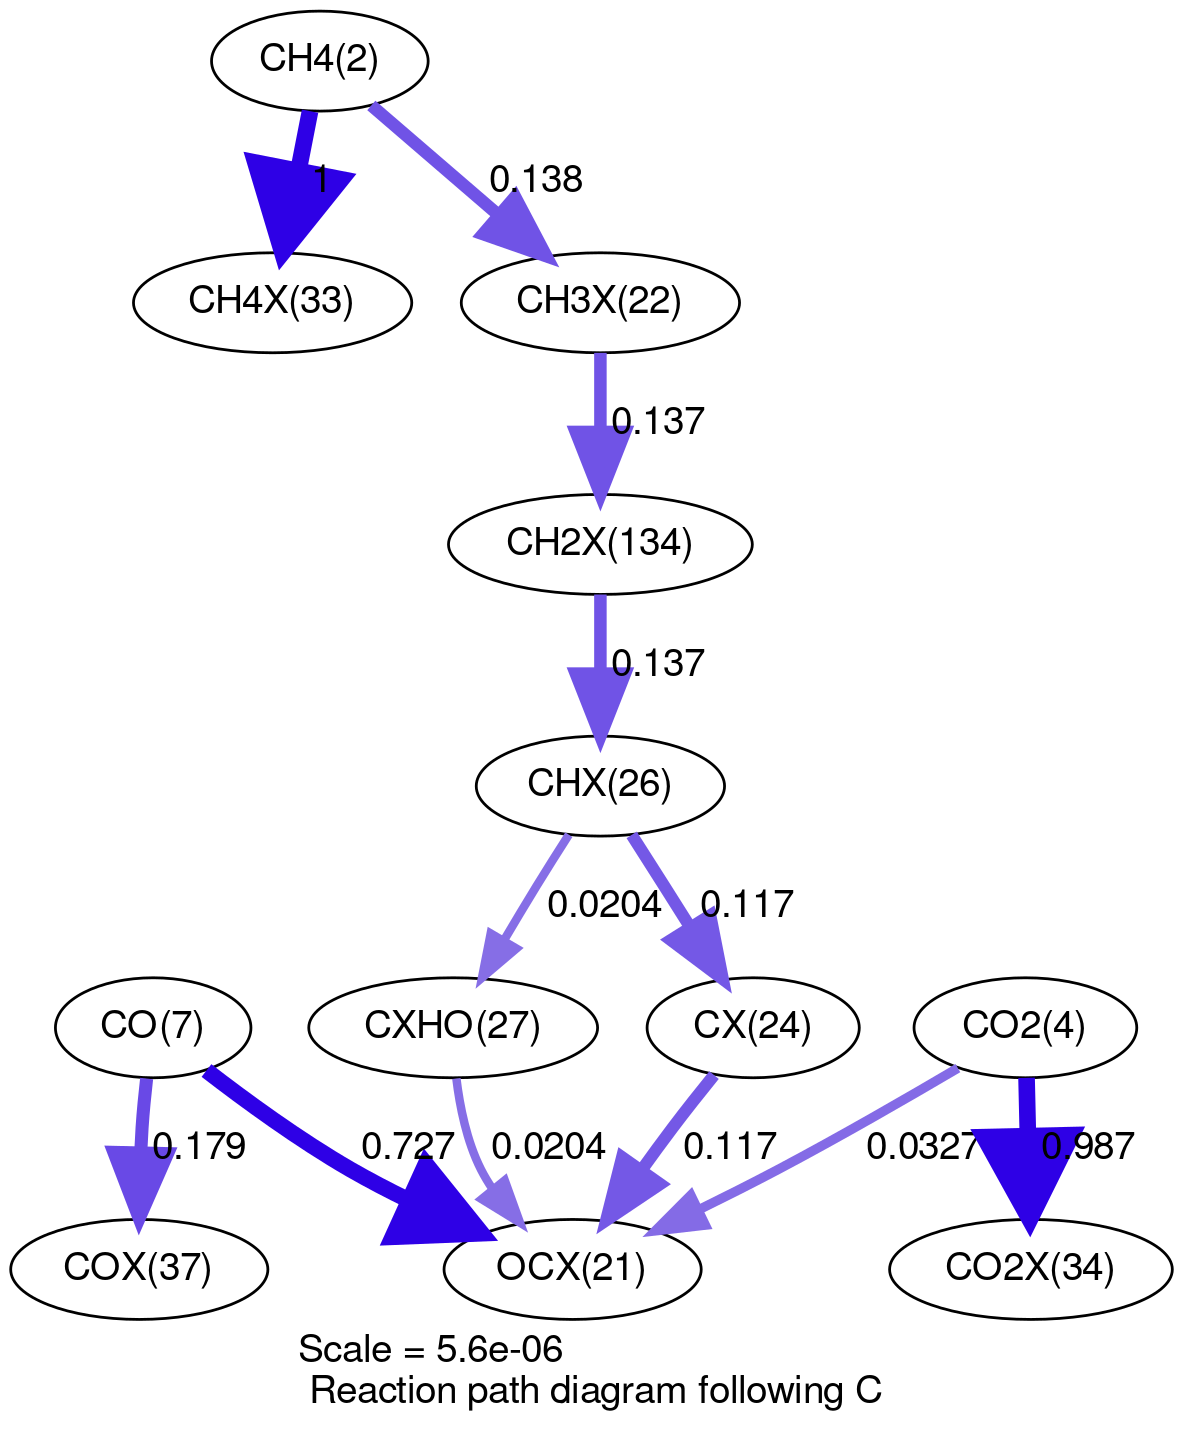 CH4(2)
1
0.138
CH4X(33)
CH3X(22)
0.137
CH2X(134)
0.137
CHX(26)
0.0204
0.117
CO(7)
CXHO(27)
CX(24)
CO2(4)
0.179
0.727
0.0204
0.117
0.0327
0.987
COX(37)
OCX(21)
CO2X(34)
Scale = 5.6e-06
Reaction path diagram following C